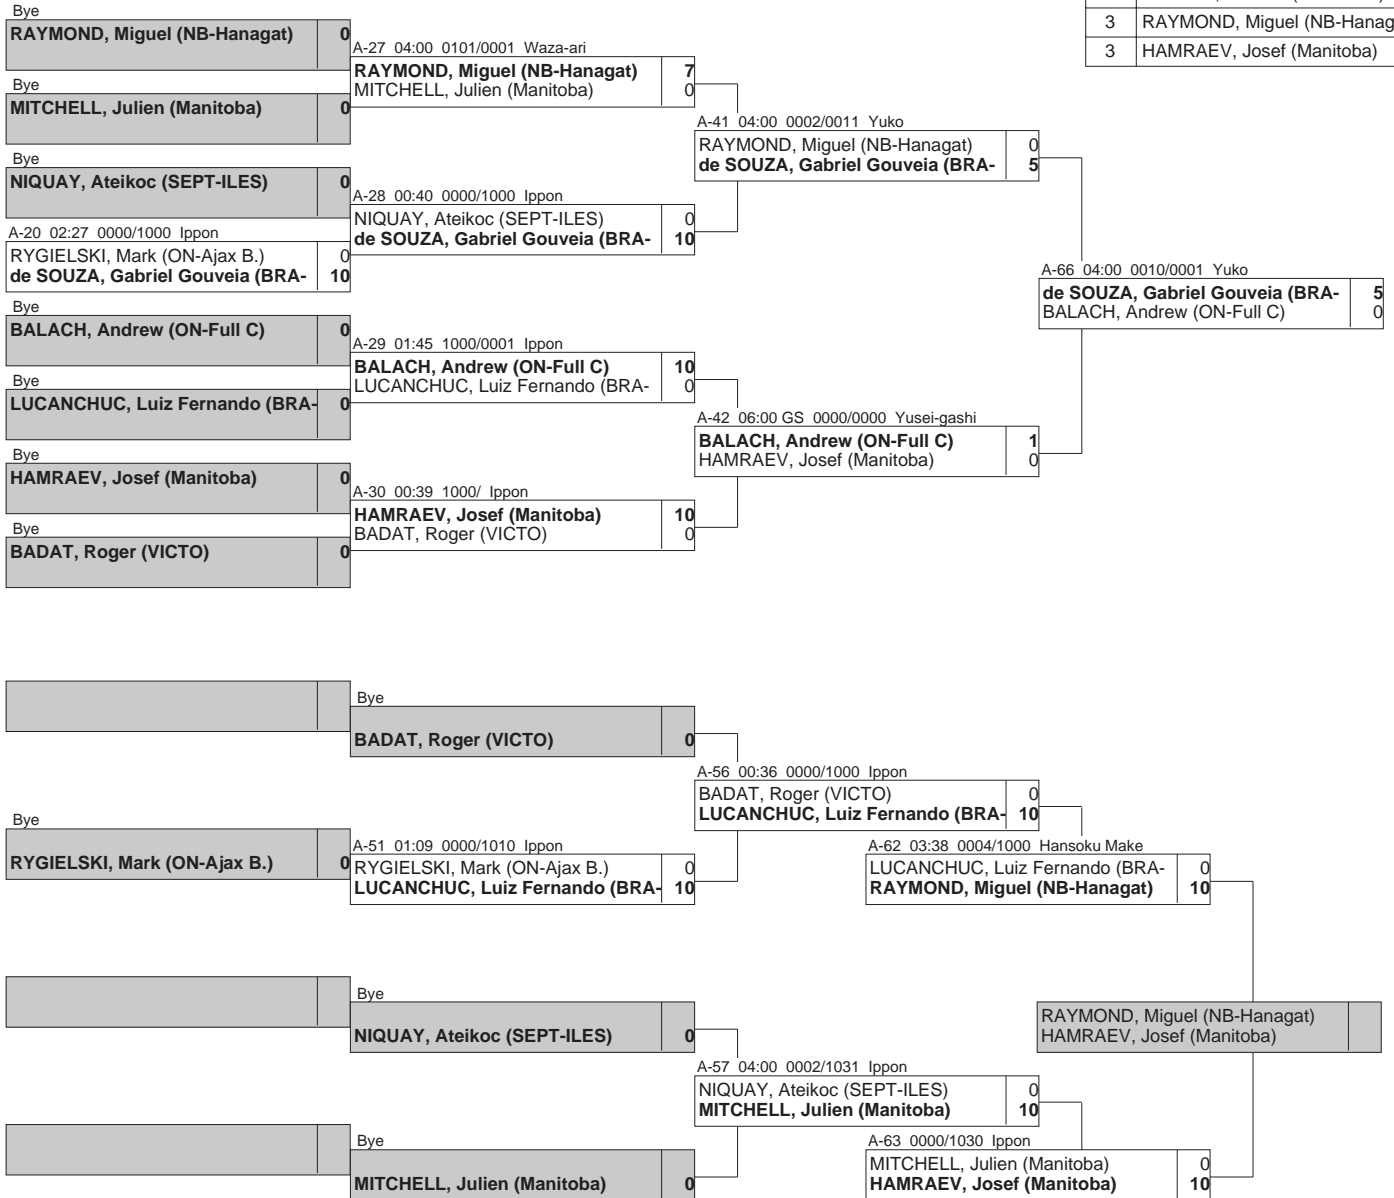 3 RAYMOND, Miguel (NB-Hanag
3 HAMRAEV, Josef (Manitoba)
Bye
RAYMOND, Miguel (NB-Hanagat) 0
Bye
MITCHELL, Julien (Manitoba) 0
Bye
NIQUAY, Ateikoc (SEPT-ILES) 0
A-20 02:27 0000/1000 Ippon
RYGIELSKI, Mark (ON-Ajax B.) 0
de SOUZA, Gabriel Gouveia (BRA- 10
Bye
BALACH, Andrew (ON-Full C) 0
Bye
LUCANCHUC, Luiz Fernando (BRA- 0
Bye
HAMRAEV, Josef (Manitoba) 0
Bye
BADAT, Roger (VICTO) 0
A-27 04:00 0101/0001 Waza-ari
RAYMOND, Miguel (NB-Hanagat) 7
MITCHELL, Julien (Manitoba) 0
A-28 00:40 0000/1000 Ippon
NIQUAY, Ateikoc (SEPT-ILES) 0
de SOUZA, Gabriel Gouveia (BRA- 10
A-29 01:45 1000/0001 Ippon
BALACH, Andrew (ON-Full C) 10
LUCANCHUC, Luiz Fernando (BRA- 0
A-30 00:39 1000/ Ippon
HAMRAEV, Josef (Manitoba) 10
BADAT, Roger (VICTO) 0
A-41 04:00 0002/0011 Yuko
RAYMOND, Miguel (NB-Hanagat) 0
de SOUZA, Gabriel Gouveia (BRA- 5
A-42 06:00 GS 0000/0000 Yusei-gashi
BALACH, Andrew (ON-Full C) 1
HAMRAEV, Josef (Manitoba) 0
A-66 04:00 0010/0001 Yuko
de SOUZA, Gabriel Gouveia (BRA- 5
BALACH, Andrew (ON-Full C) 0
Bye
RYGIELSKI, Mark (ON-Ajax B.) 0
Bye
BADAT, Roger (VICTO) 0
A-51 01:09 0000/1010 Ippon
RYGIELSKI, Mark (ON-Ajax B.) 0
LUCANCHUC, Luiz Fernando (BRA- 10
Bye
NIQUAY, Ateikoc (SEPT-ILES) 0
Bye
MITCHELL, Julien (Manitoba) 0
A-56 00:36 0000/1000 Ippon
BADAT, Roger (VICTO) 0
LUCANCHUC, Luiz Fernando (BRA- 10
A-57 04:00 0002/1031 Ippon
NIQUAY, Ateikoc (SEPT-ILES) 0
MITCHELL, Julien (Manitoba) 10
A-62 03:38 0004/1000 Hansoku Make
LUCANCHUC, Luiz Fernando (BRA- 0
RAYMOND, Miguel (NB-Hanagat) 10
A-63 0000/1030 Ippon
MITCHELL, Julien (Manitoba) 0
HAMRAEV, Josef (Manitoba) 10
RAYMOND, Miguel (NB-Hanagat)
HAMRAEV, Josef (Manitoba)